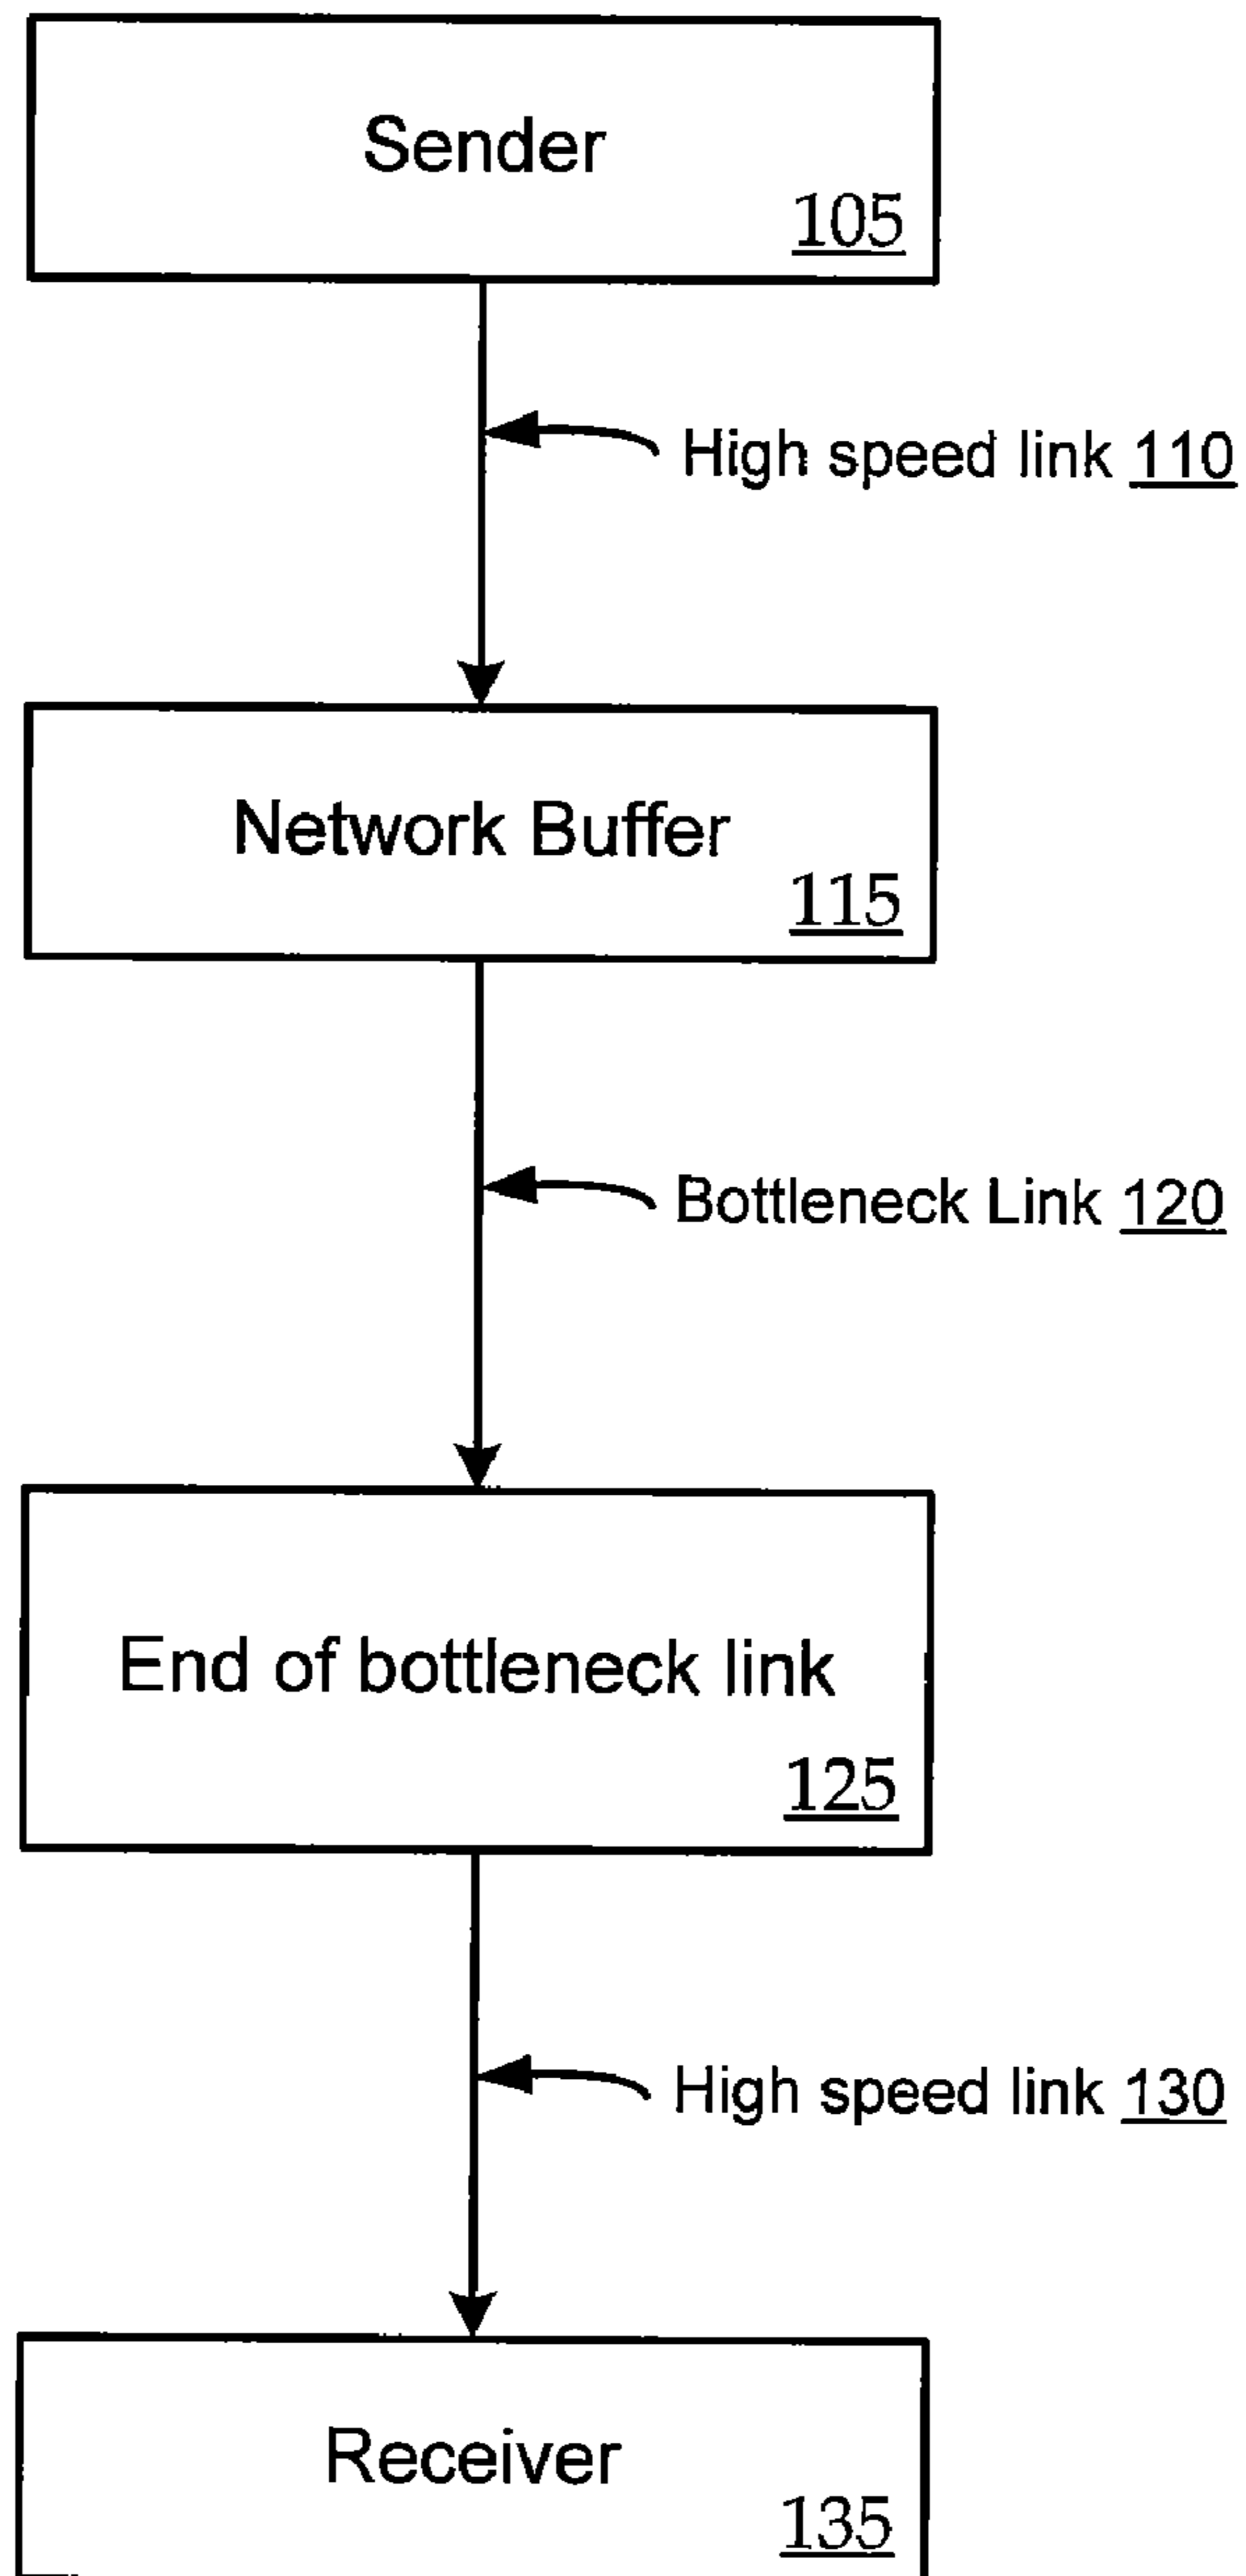 Sender
105
High speed link 110
Network Buffer
115
Bottleneck Link 120
End of bottleneck link
125
High speed link 130
Receiver
135